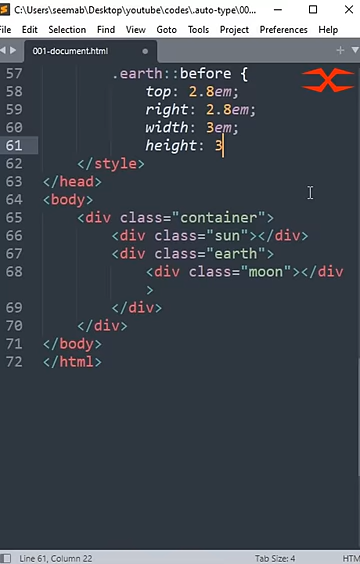 C:\Users\seemab\Desktop\youtube\codes\.auto-type\00...
File Edit Selection Find View Goto Tools Project Preferences Help
001-document.html
57 .earth::before {
58 top: 2.8em;
59 right: 2.8em;
60 width: 3em;
61 height: 3
62 </style>
63 </head>
64 <body>
65 <div class="container">
66 <div class="sun"></div>
67 <div class="earth">
68 <div class="moon"></div
>
69 </div>
70 </div>
71 </body>
72 </html>
Line 61, Column 22 Tab Size: 4 HTM